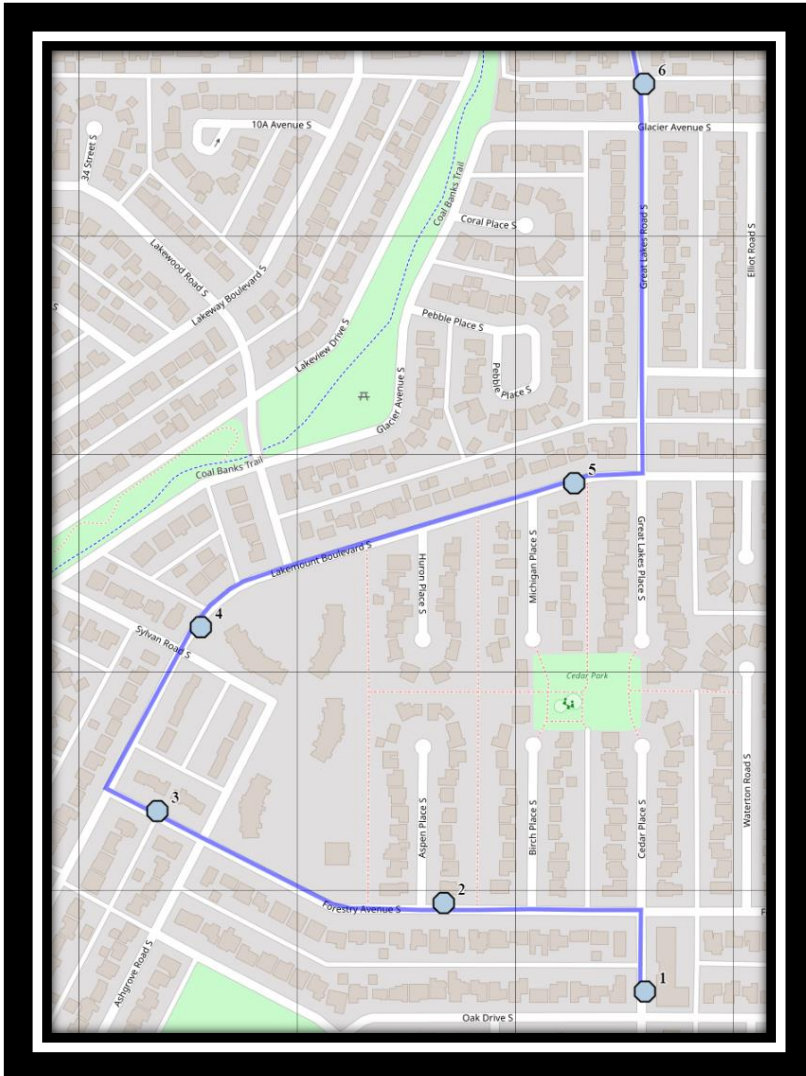 6
10A Avenue S
Glacier Avenue S
34 Street S
Coal Banks Trail
Coral Place S
Great Lakes Road S
Elliot Road S
Lakewood Road S
Lakeway Boulevard S
S
Pebble Place S
Lakeview Drive S
Pebble Place S
Glacier Avenue S
Coal Banks Trail
5
Lakemount Boulevard S
Huron Place S
Michigan Place S
Great Lakes Place S
4
Sylvan Road S
Cedar Park
3
Aspen Place S
Birch Place S
Cedar Place S
Waterton Road S
2
Forestry Avenue S
F
Ashgrove Road S
1
Oak Drive S